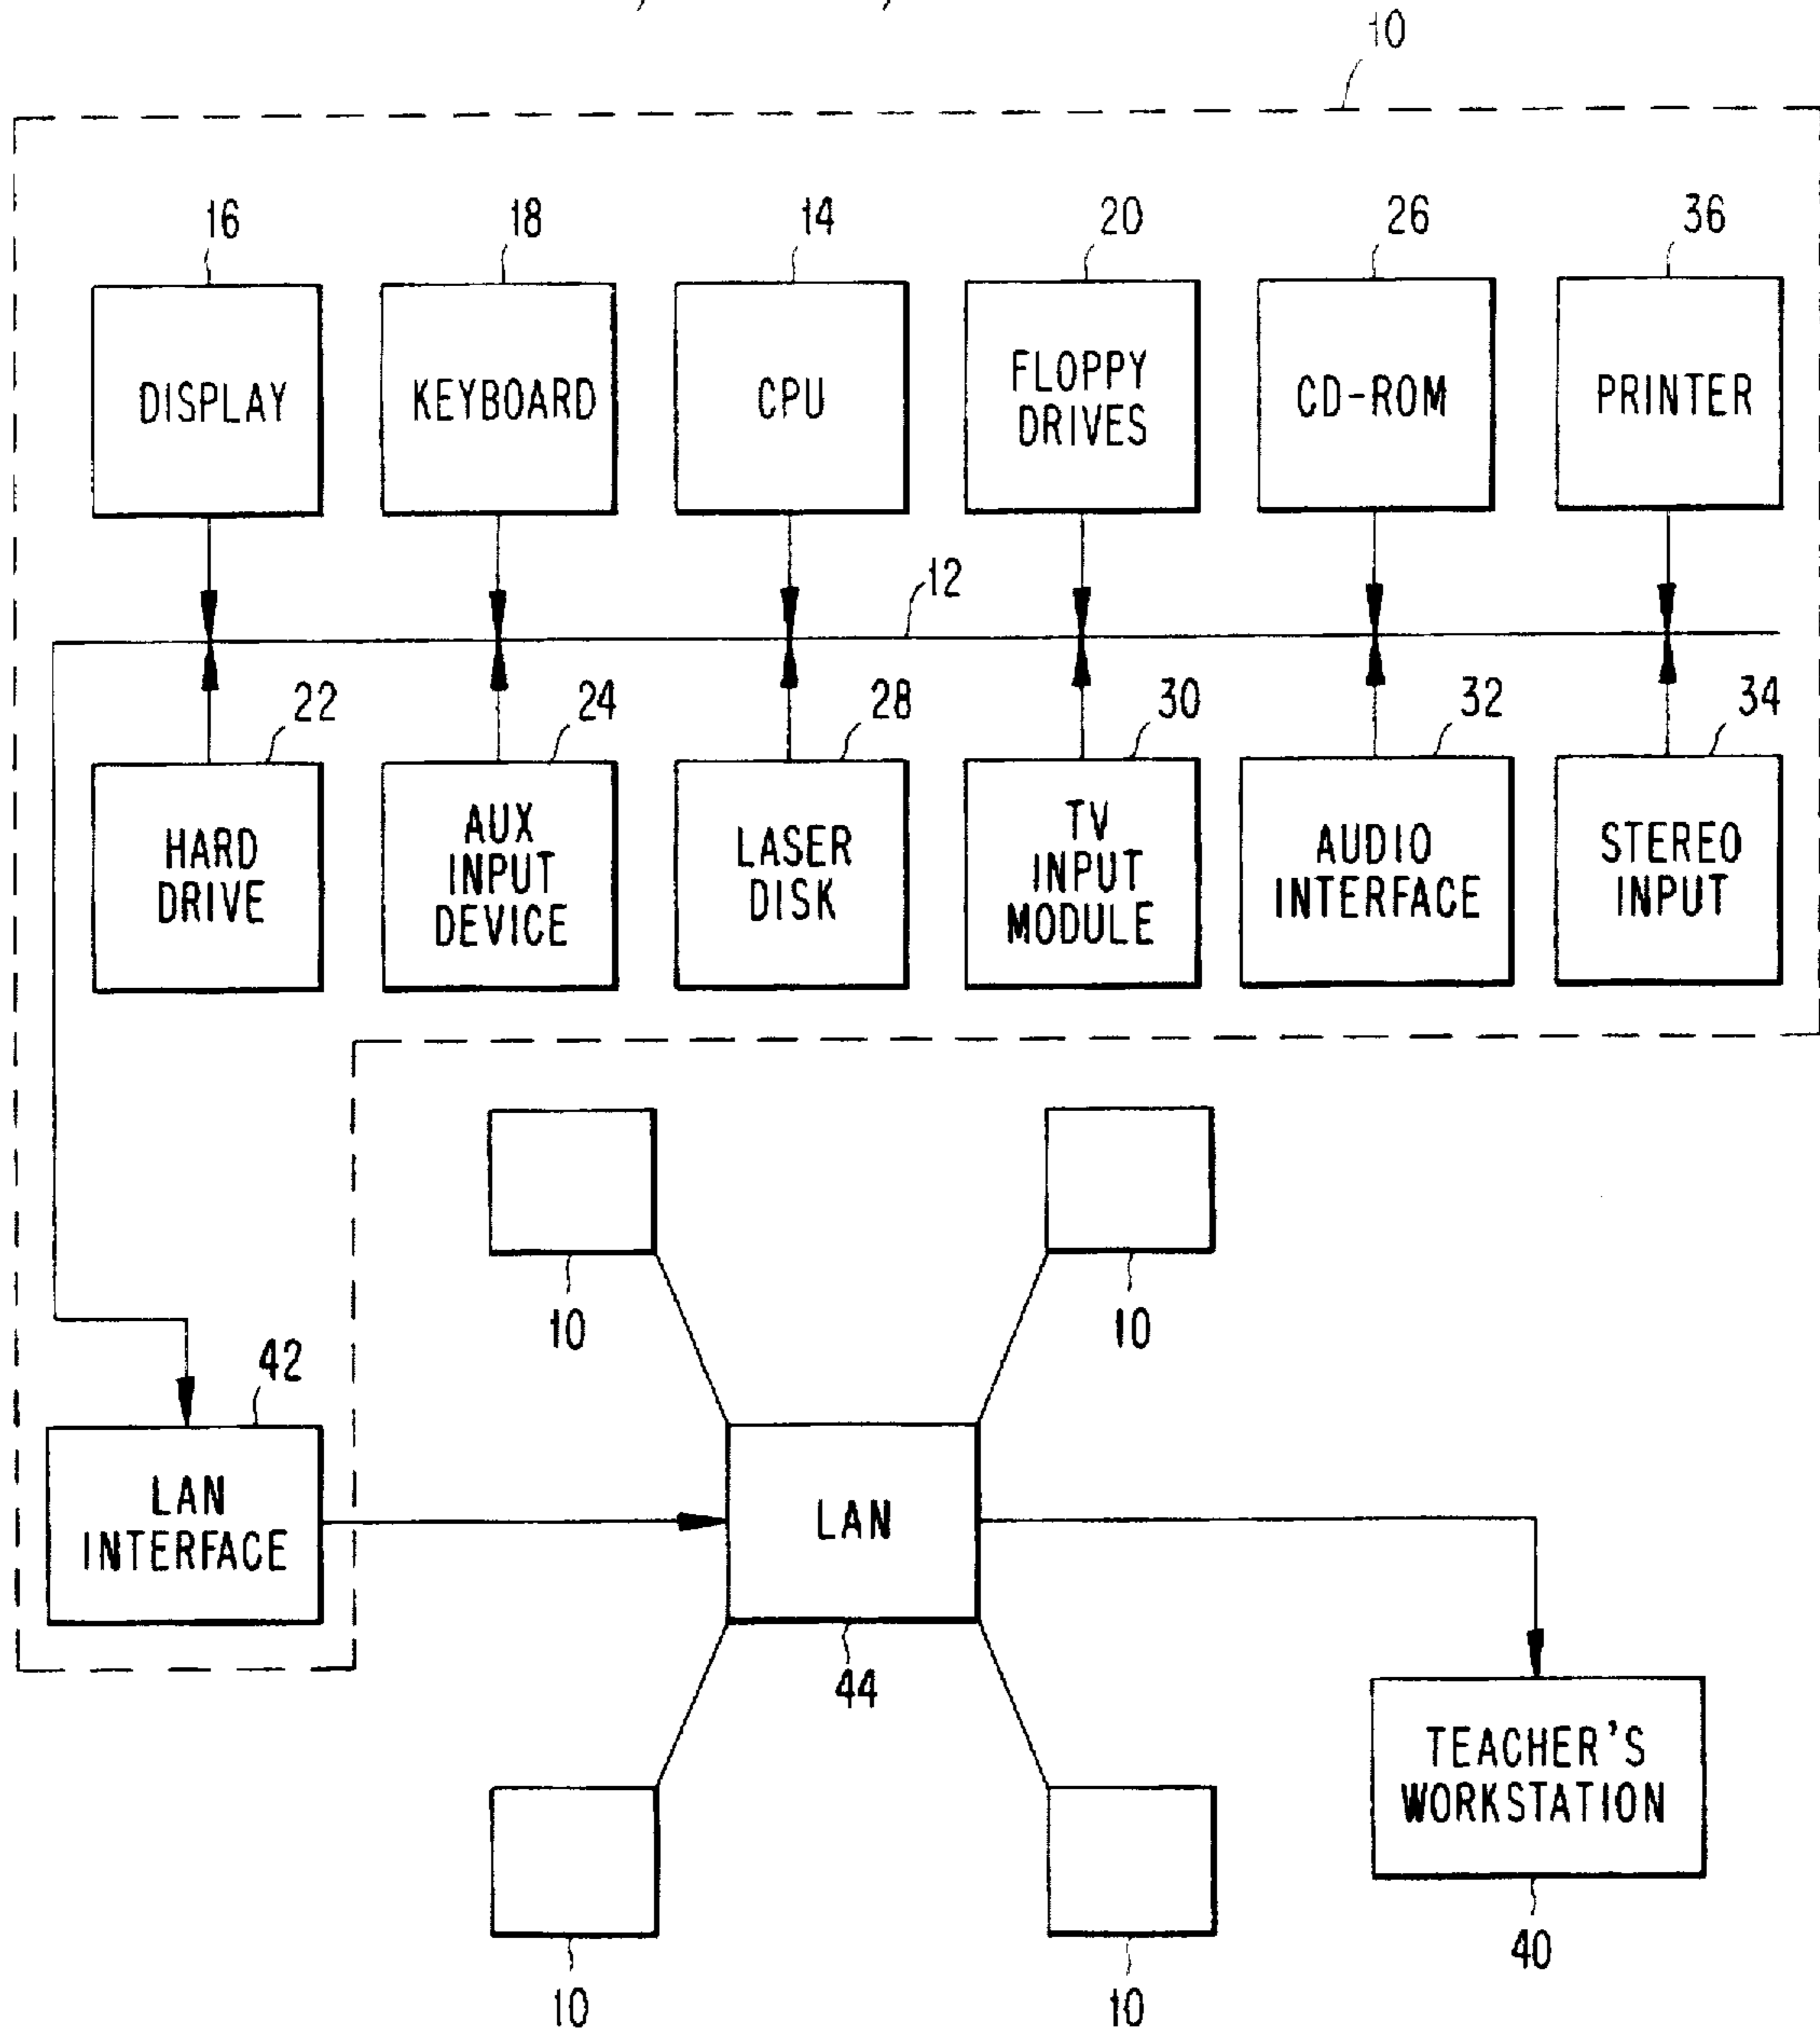 10
16 18 14 20 26 36
DISPLAY
KEYBOARD
CPU
FLOPPY
DRIVES
CD-ROM
PRINTER
12
22 24 28 30 32 34
HARD
DRIVE
AUX
INPUT
DEVICE
LASER
DISK
TV
INPUT
MODULE
AUDIO
INTERFACE
STEREO
INPUT
10 10
42
LAN
INTERFACE
LAN
44
TEACHER'S
WORKSTATION
40
10 10